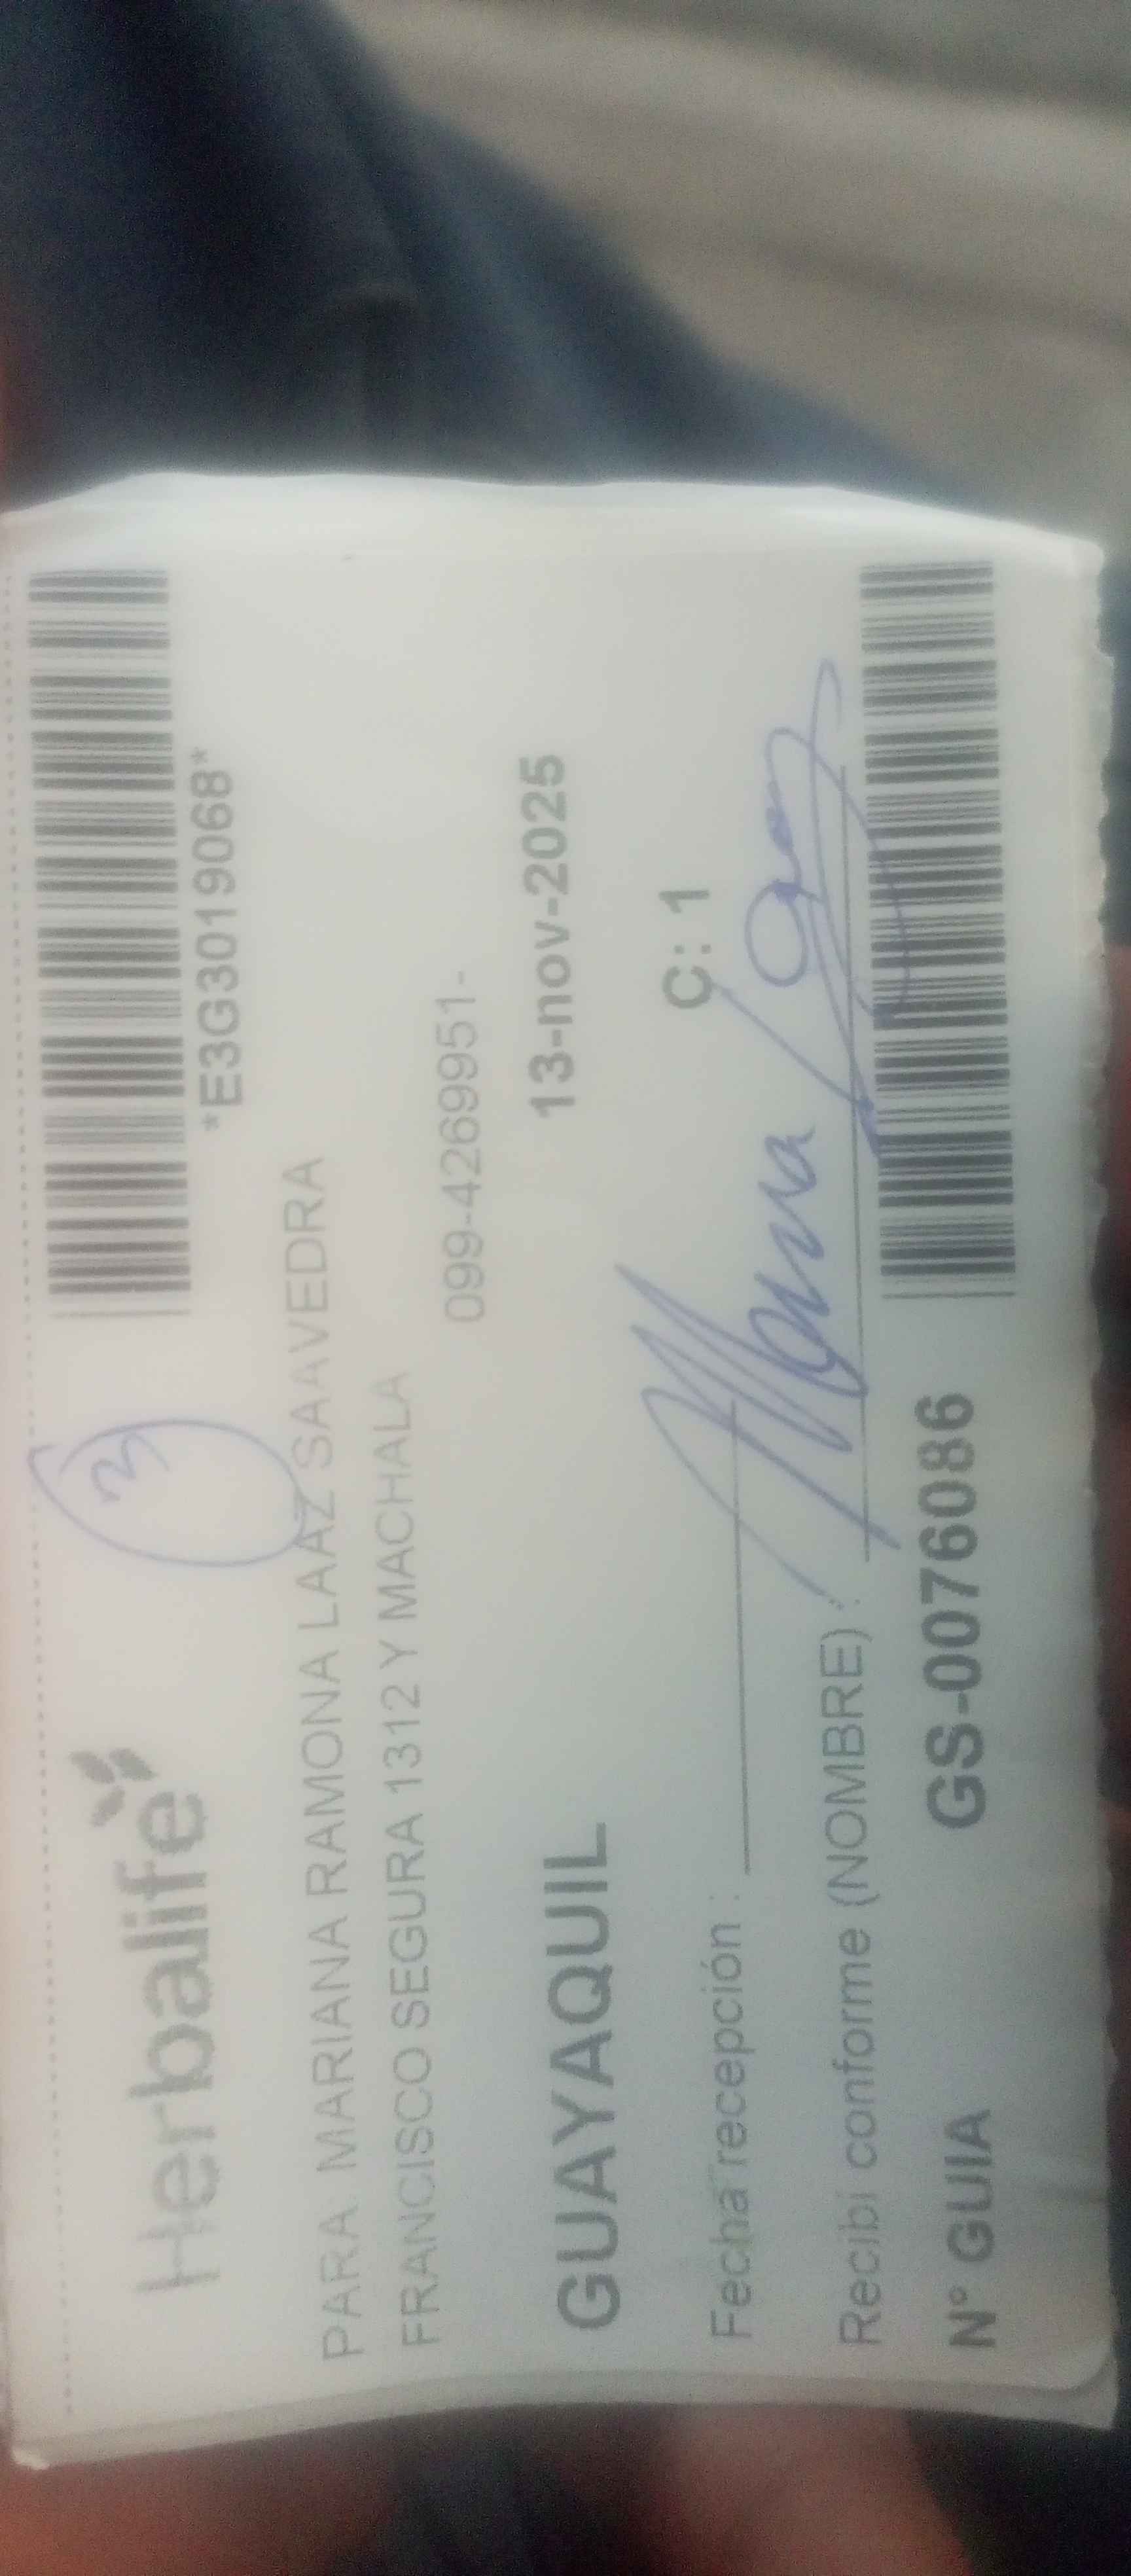 Herbalife
3
*E3G3019068*
PARA MARIANA RAMONA LAAZ SAAVEDRA
FRANCISCO SEGURA 1312 Y MACHALA
099-4269951-
GUAYAQUIL 13-nov-2025
C: 1
Fecha recepción :
Recibí conforme (NOMBRE) :
N° GUIA GS-0076086